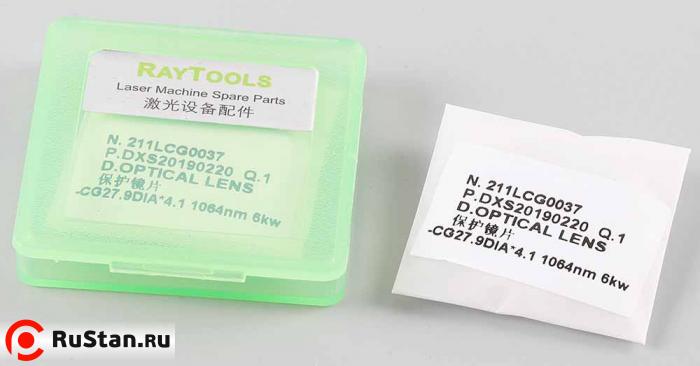 RAYTOOLS
Laser Machine Spare Parts
激光设备配件
N. 211LCG0037
P.DXS20190220 Q.1
D.OPTICAL LENS
保护镜片
-CG27.9DIA*4.1 1064nm 6kw
N. 211LCG0037
P.DXS20190220 Q.1
D.OPTICAL LENS
保护镜片
-CG27.9DIA*4.1 1064nm 6kw
RuStan.ru